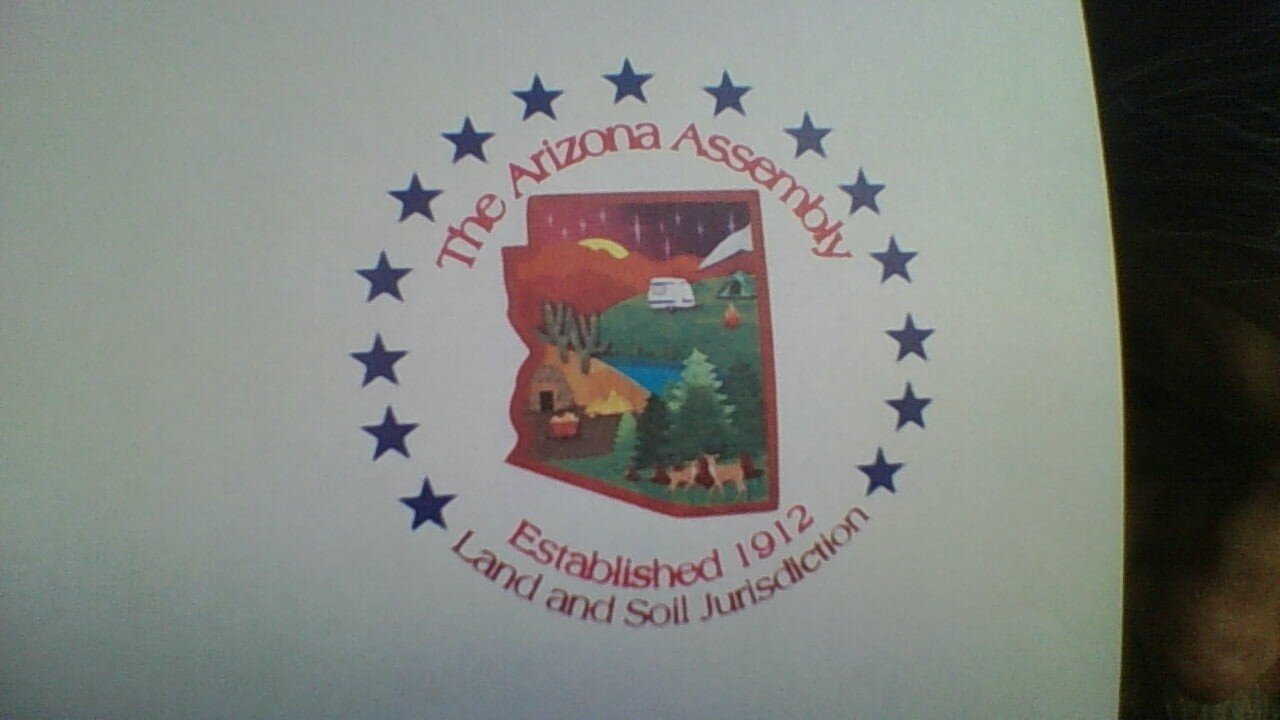 The Arizona Assembly
Established 1912
Land and Soil Jurisdiction